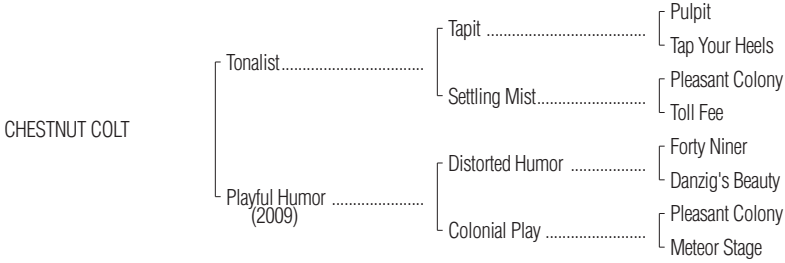 Pulpit
Tapit ......................................
Tap Your Heels
Tonalist..................................
Pleasant Colony
Settling Mist..........................
Toll Fee
CHESTNUT COLT
Forty Niner
Distorted Humor ..................
Danzig's Beauty
Playful Humor ......................
(2009)
Pleasant Colony
Colonial Play ........................
Meteor Stage